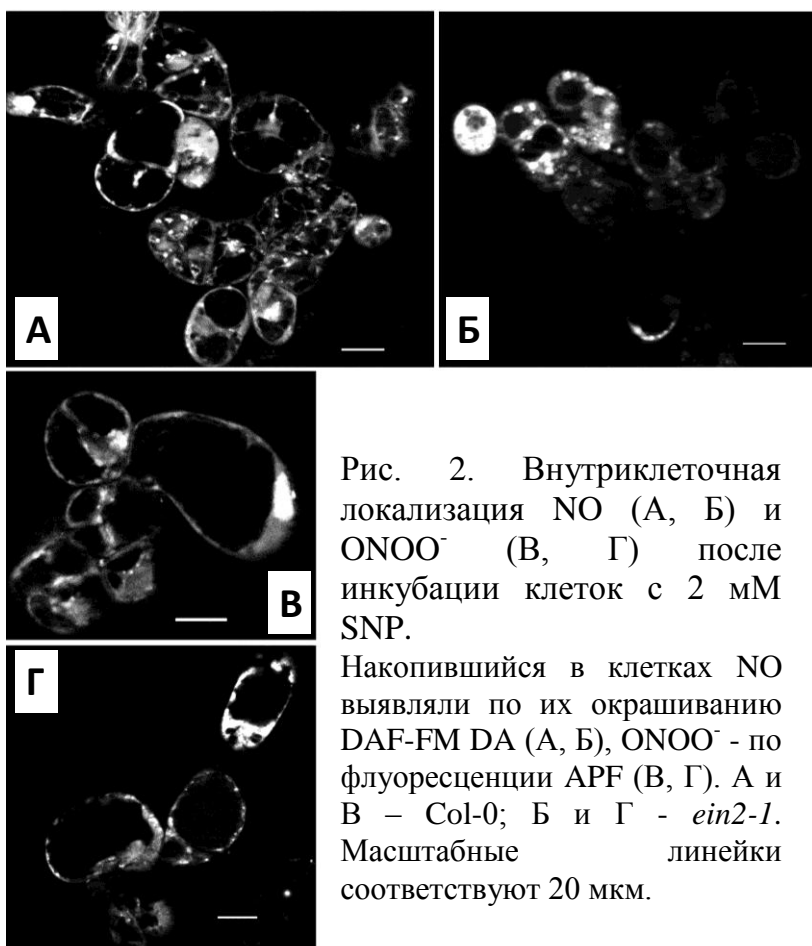 А
Б
В
Г
Рис. 2. Внутриклеточная
локализация NO (А, Б) и
ONOO⁻ (В, Г) после
инкубации клеток с 2 мМ
SNP.
Накопившийся в клетках NO
выявляли по их окрашиванию
DAF-FM DA (А, Б), ONOO⁻ - по
флуоресценции APF (В, Г). А и
В – Col-0; Б и Г - ein2-1.
Масштабные линейки
соответствуют 20 мкм.